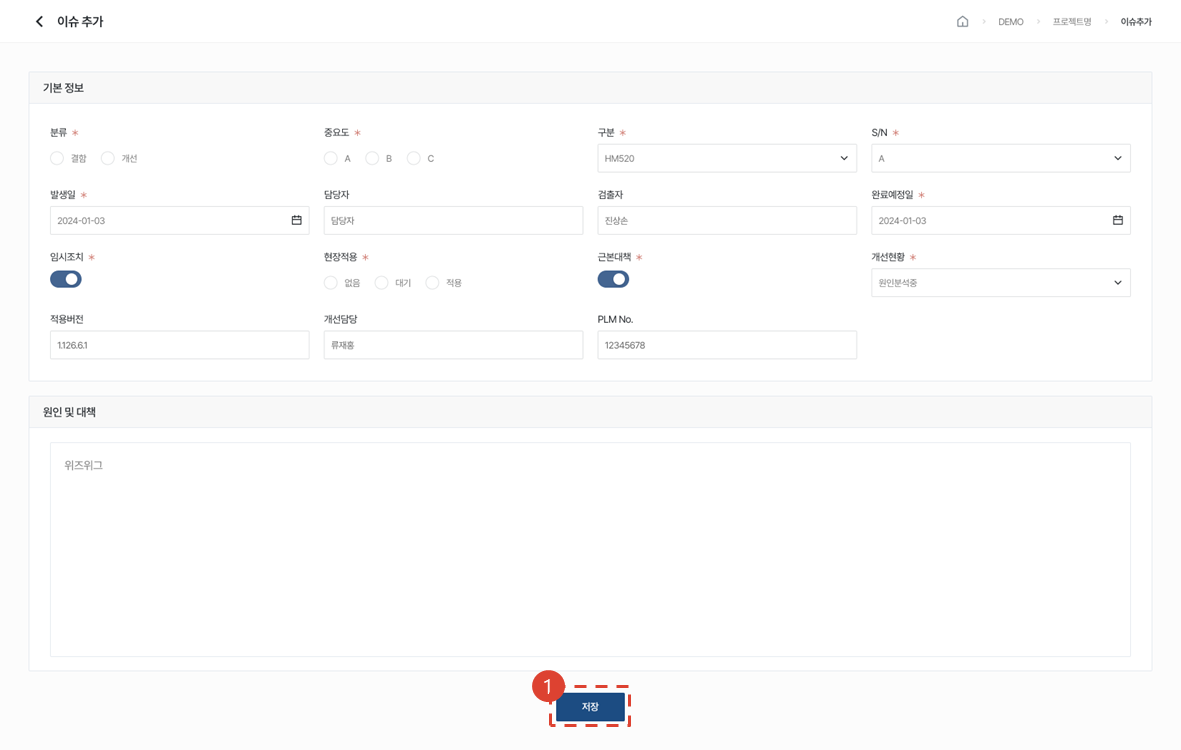 이슈 추가
DEMO
프로젝트명
이슈추가
기본 정보
분류 *
중요도 *
구분 *
S/N *
결함 개선
A B C
HM520
A
발생일 *
담당자
검출자
완료예정일 *
2024-01-03
담당자
진상손
2024-01-03
임시조치 *
현장적용 *
근본대책 *
개선현황 *
없음 대기 적용
원인분석중
적용버전
개선담당
PLM No.
1.126.6.1
류재홍
12345678
원인 및 대책
위즈위그
1
저장